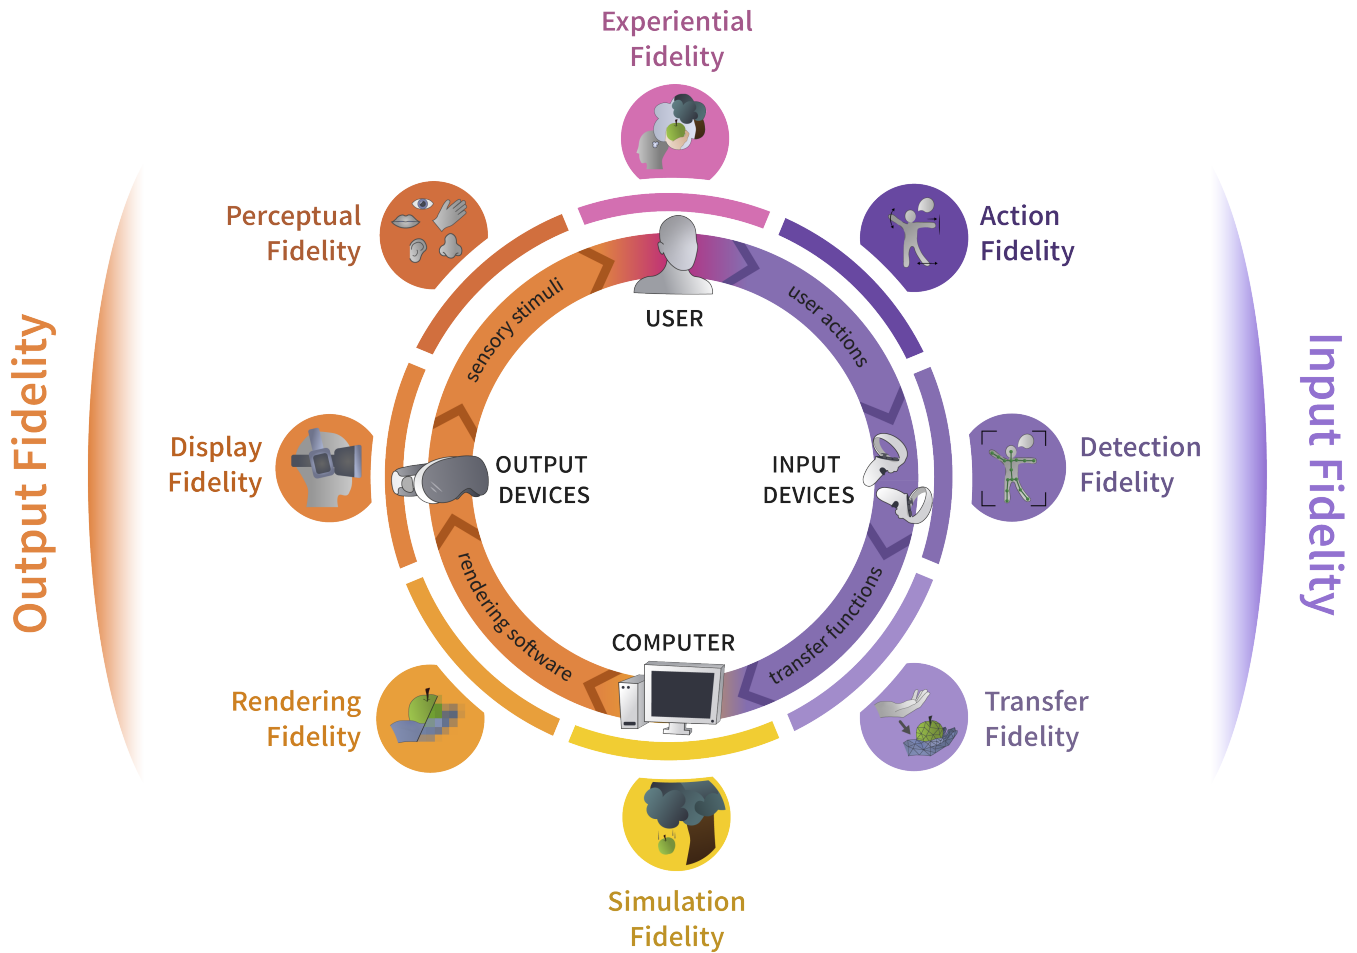 Experiential
Fidelity
Perceptual
Fidelity
Action
Fidelity
sensory stimuli
user actions
USER
Output Fidelity
Input Fidelity
Display
Fidelity
OUTPUT
DEVICES
INPUT
DEVICES
Detection
Fidelity
rendering software
transfer functions
COMPUTER
Rendering
Fidelity
Transfer
Fidelity
Simulation
Fidelity